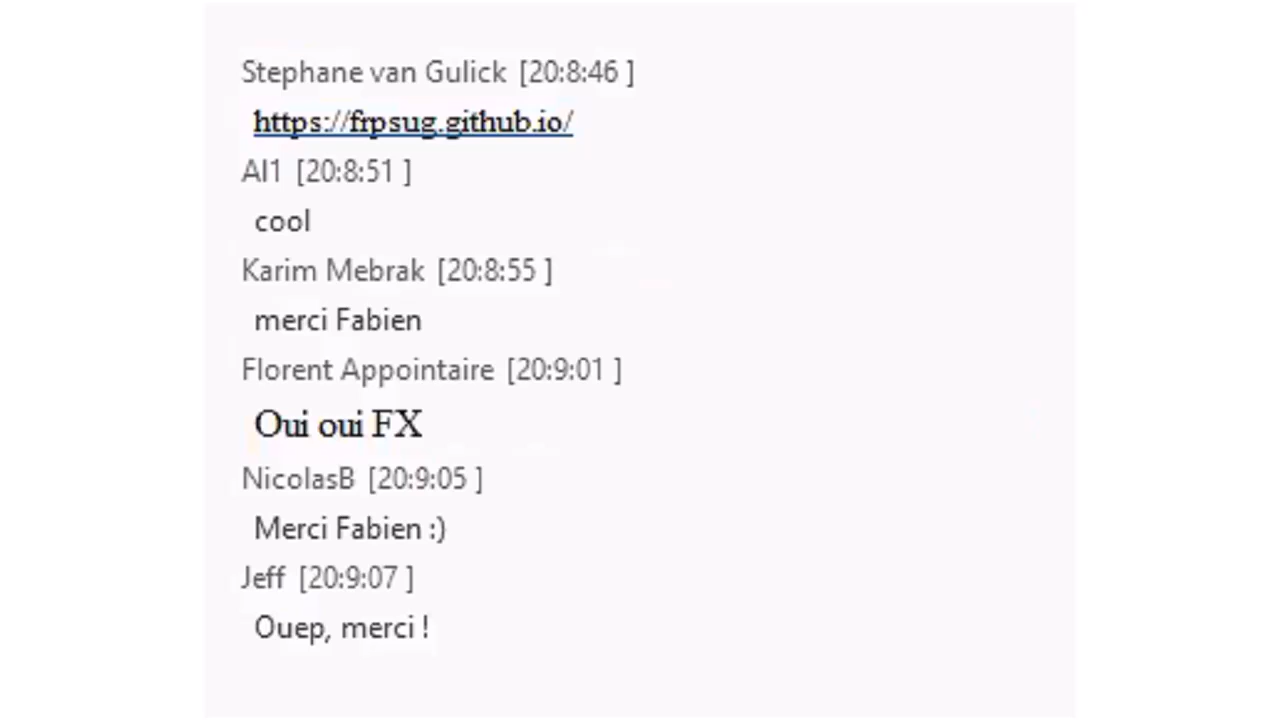 Stephane van Gulick [20:8:46 ]
https://frpsug.github.io/
Al1 [20:8:51 ]
cool
Karim Mebrak [20:8:55 ]
merci Fabien
Florent Appointaire [20:9:01 ]
Oui oui FX
NicolasB [20:9:05 ]
Merci Fabien :)
Jeff [20:9:07 ]
Ouep, merci !